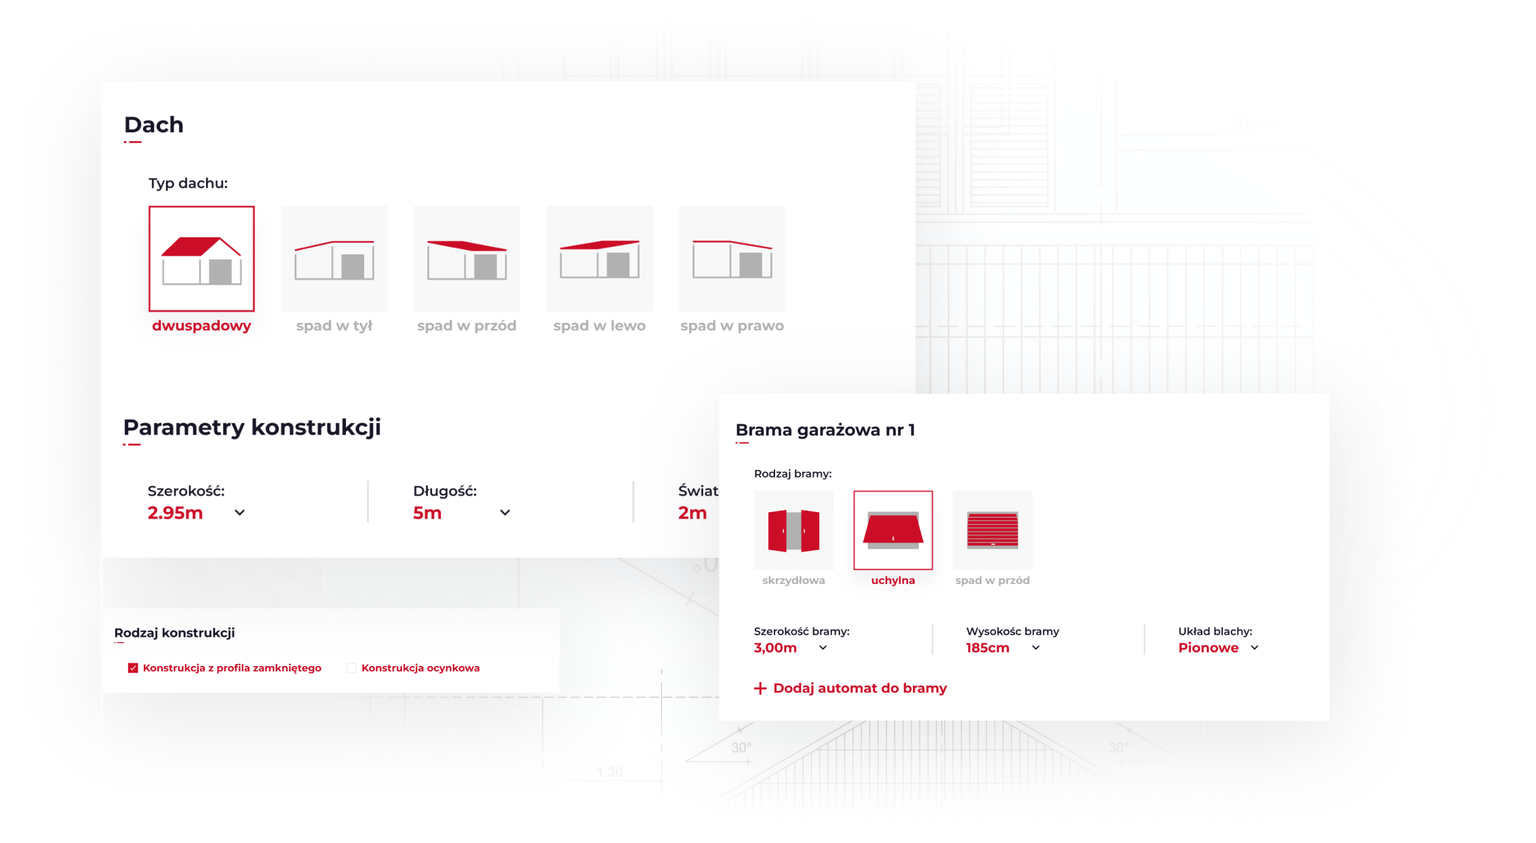 Dach
Typ dachu:
dwuspadowy
spad w tył
spad w przód
spad w lewo
spad w prawo
Parametry konstrukcji
Szerokość:
2.95m
Długość:
5m
Świat
2m
Brama garażowa nr 1
Rodzaj bramy:
skrzydłowa
uchylna
spad w przód
Szerokość bramy:
3,00m
Wysokośc bramy
185cm
Układ blachy:
Pionowe
Dodaj automat do bramy
Rodzaj konstrukcji
Konstrukcja z profila zamkniętego
Konstrukcja ocynkowa
30°
30°
1.30